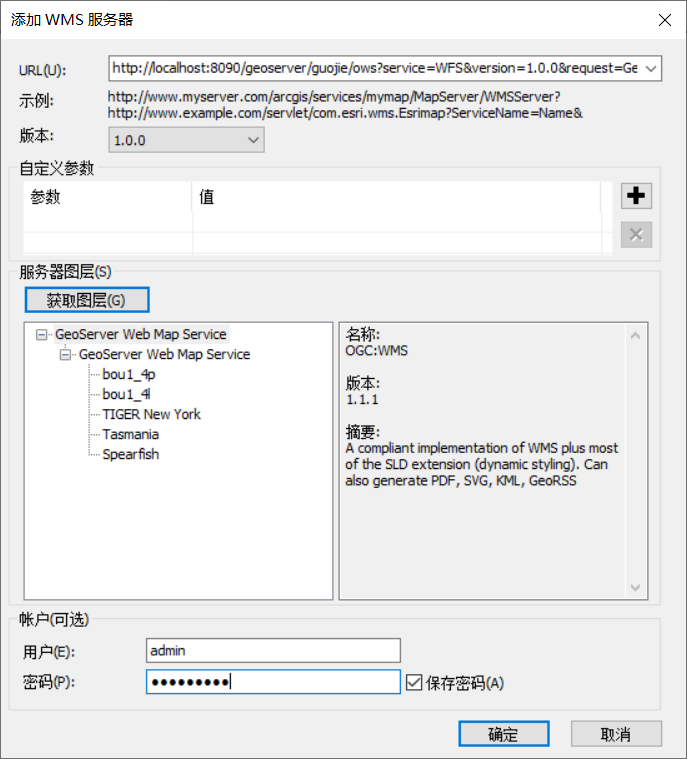 添加 WMS 服务器
URL(U):
http://localhost:8090/geoserver/guojie/ows?service=WFS&version=1.0.0&request=Ge
示例:
http://www.myserver.com/arcgis/services/mymap/MapServer/WMSServer?
http://www.example.com/servlet/com.esri.wms.Esrimap?ServiceName=Name&
版本:
1.0.0
自定义参数
参数 值
服务器图层(S)
获取图层(G)
GeoServer Web Map Service
GeoServer Web Map Service
bou1_4p
bou1_4l
TIGER New York
Tasmania
Spearfish
名称:
OGC:WMS
版本:
1.1.1
摘要:
A compliant implementation of WMS plus most
of the SLD extension (dynamic styling). Can
also generate PDF, SVG, KML, GeoRSS
帐户(可选)
用户(E):
admin
密码(P):
●●●●●●●●●
保存密码(A)
确定
取消